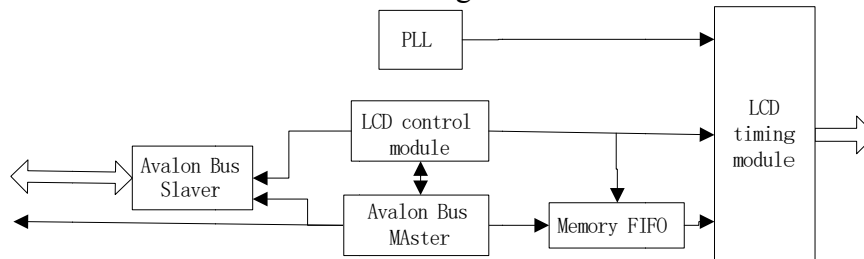 PLL
LCD control
module
LCD
timing
module
Avalon Bus
Slaver
Avalon Bus
MAster
Memory FIFO